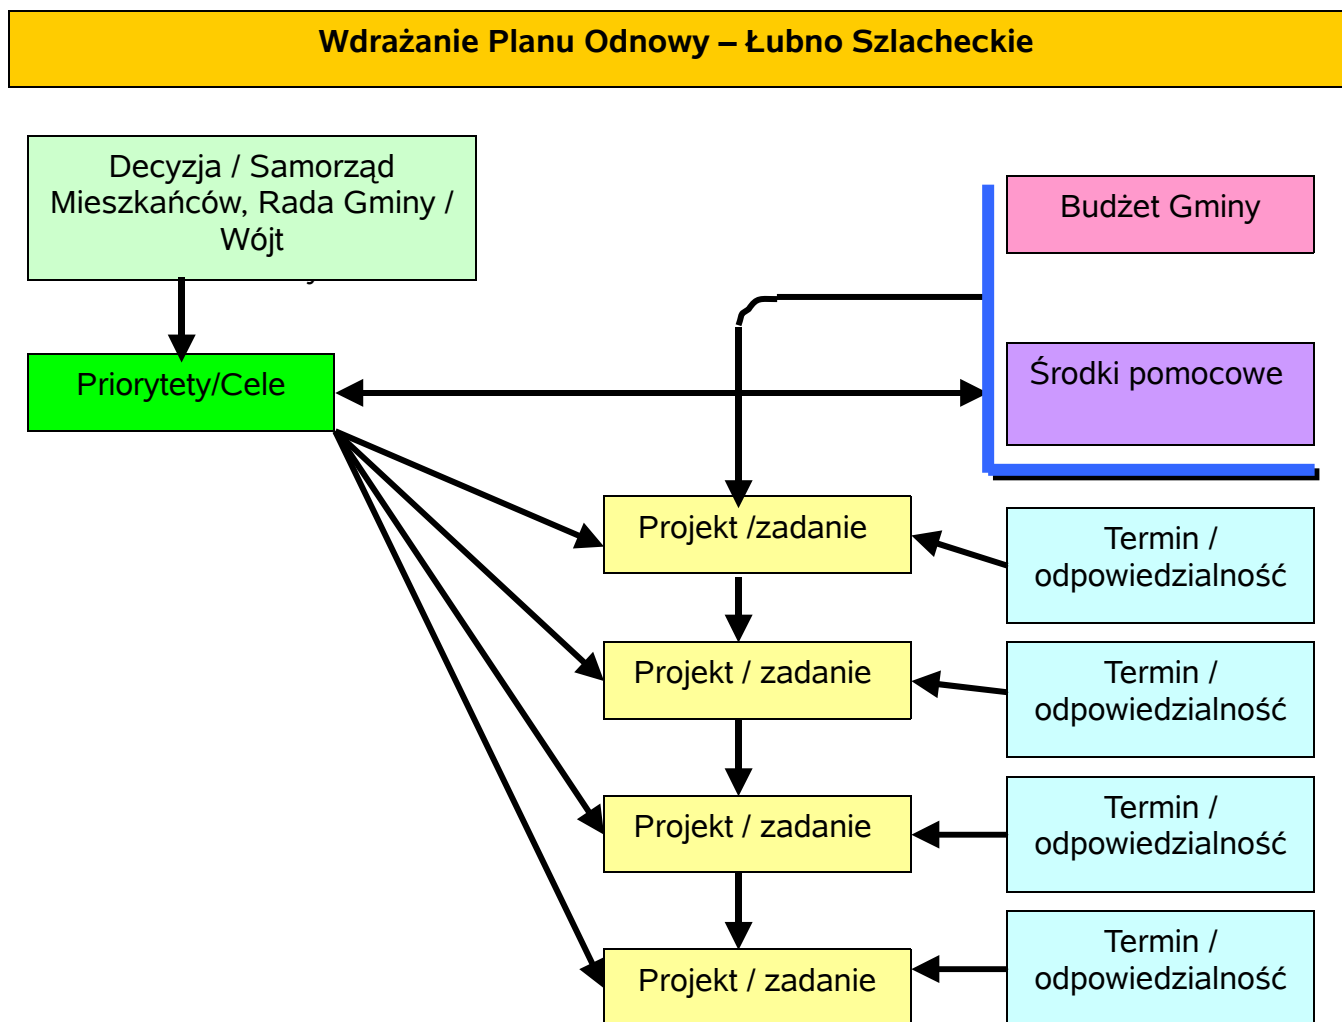 Wdrażanie Planu Odnowy – Łubno Szlacheckie
Decyzja / Samorząd
Mieszkańców, Rada Gminy /
Wójt
Budżet Gminy
Środki pomocowe
Priorytety/Cele
Projekt /zadanie
Termin /
odpowiedzialność
Projekt / zadanie
Termin /
odpowiedzialność
Projekt / zadanie
Termin /
odpowiedzialność
Projekt / zadanie
Termin /
odpowiedzialność